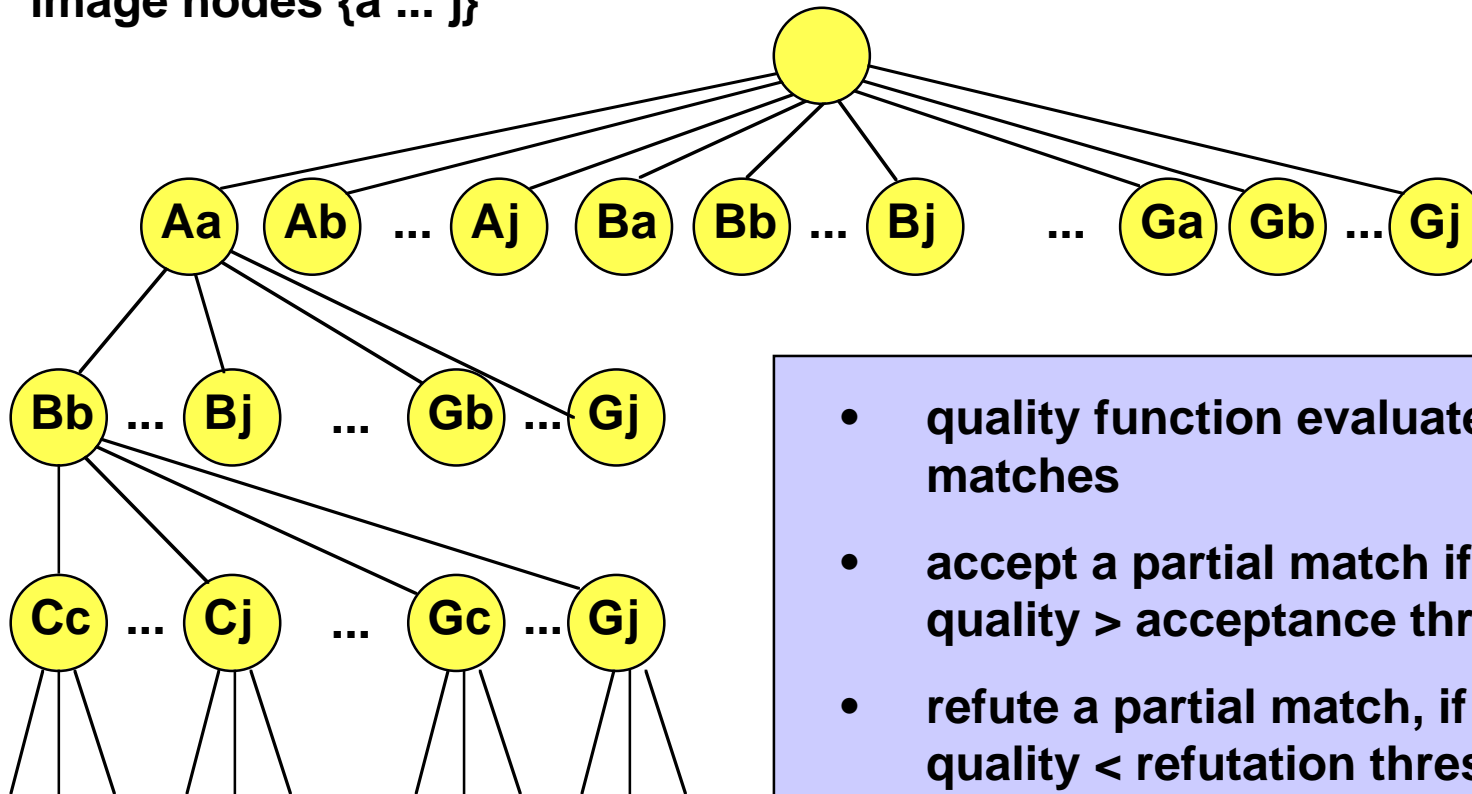 image nodes {a ... j}
Aa Ab ... Aj Ba Bb ... Bj ... Ga Gb ... Gj
Bb ... Bj ... Gb ... Gj
Cc ... Cj ... Gc ... Gj
• quality function evaluate
matches
• accept a partial match if
quality > acceptance thr
• refute a partial match, if
quality < refutation thres